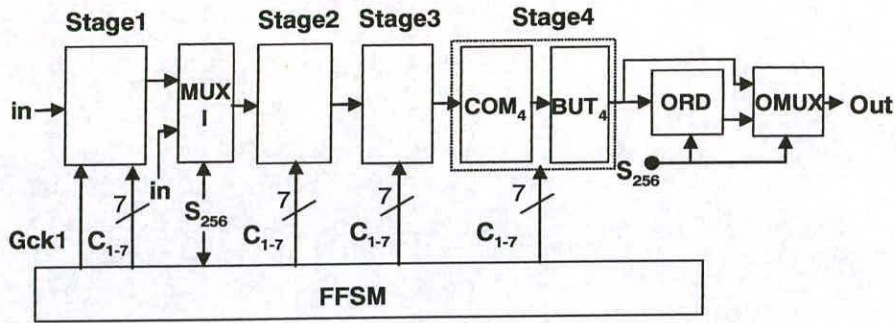 Stage1
Stage2
Stage3
Stage4
in
MUX
I
COM4
BUT4
ORD
OMUX
Out
in
S256
S256
Gck1
7
C1-7
7
C1-7
7
C1-7
7
C1-7
FFSM